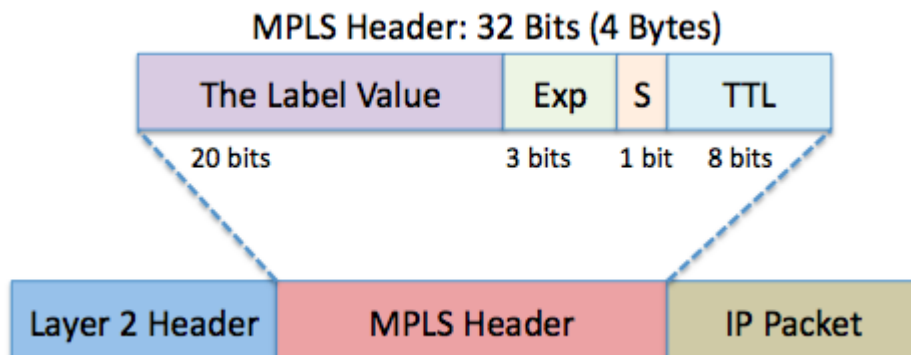 MPLS Header: 32 Bits (4 Bytes)
The Label Value Exp S TTL
20 bits 3 bits 1 bit 8 bits
Layer 2 Header MPLS Header IP Packet